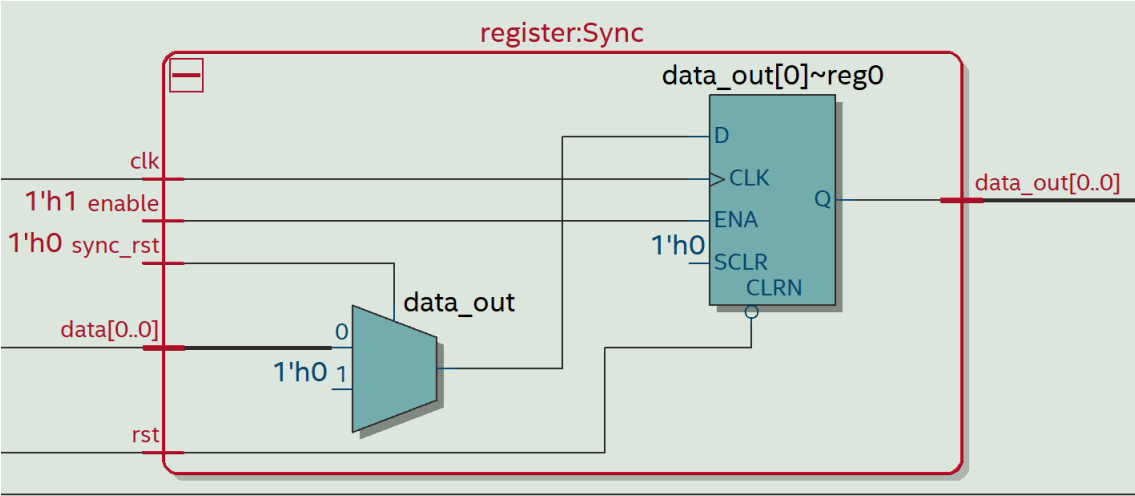 register:Sync
data_out[0]~reg0
D
clk
CLK
1'h1 enable
data_out[0..0]
Q
ENA
1'h0 sync_rst
1'h0
SCLR
CLRN
data_out
data[0..0]
0
1'h0 1
rst